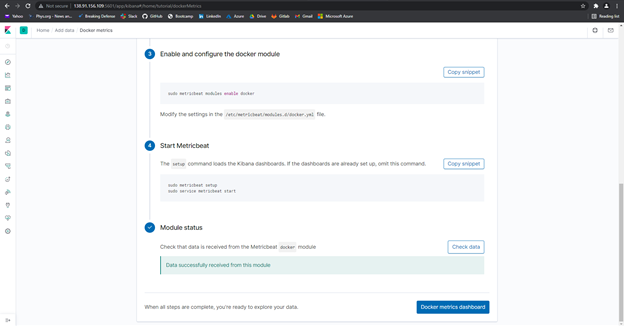 Not secure | 138.91.156.109:5601/app/kibana#/home/tutorial/dockerMetrics
Yahoo Phys.org - News an... Breaking Defense Slack GitHub Bootcamp LinkedIn Azure Drive Gitlab Gmail Microsoft Azure Reading list
Home Add data Docker metrics
3 Enable and configure the docker module
Copy snippet
sudo metricbeat modules enable docker
Modify the settings in the /etc/metricbeat/modules.d/docker.yml file.
4 Start Metricbeat
The setup command loads the Kibana dashboards. If the dashboards are already set up, omit this command.
Copy snippet
sudo metricbeat setup
sudo service metricbeat start
Module status
Check that data is received from the Metricbeat docker module
Check data
Data successfully received from this module
When all steps are complete, you're ready to explore your data.
Docker metrics dashboard